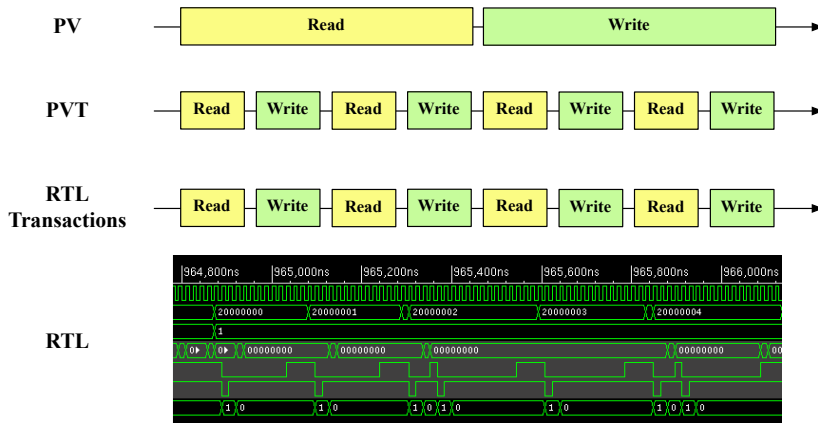 PV
Read Write
PVT
Read Write Read Write Read Write Read Write
RTL
Transactions
Read Write Read Write Read Write Read Write
RTL
964,800ns 965,000ns 965,200ns 965,400ns 965,600ns 965,800ns 966,000ns
20000000 20000001 20000002 20000003 20000004
1
0 0 00000000 00000000 00000000 00000000 00
1 0 1 0 1 0 1 0 1 0 1 0 1 0